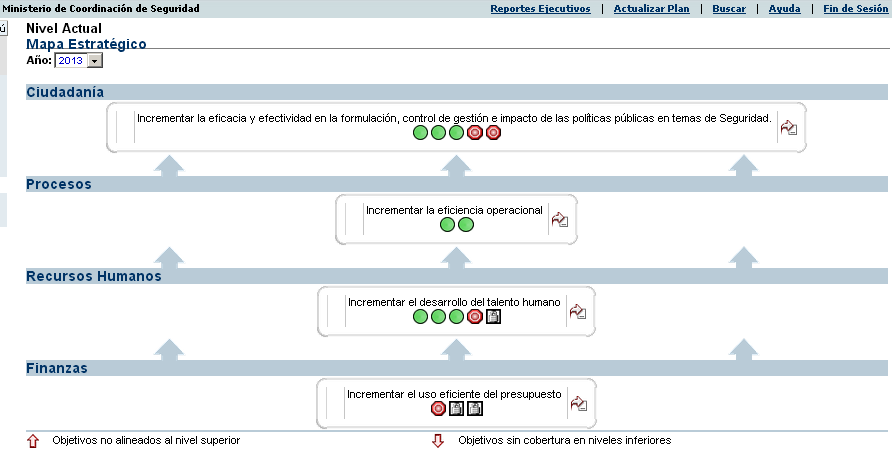 Ministerio de Coordinación de Seguridad
Reportes Ejecutivos | Actualizar Plan | Buscar | Ayuda | Fin de Sesión
ú
Nivel Actual
Mapa Estratégico
Año: 2013
Ciudadanía
Incrementar la eficacia y efectividad en la formulación, control de gestión e impacto de las políticas públicas en temas de Seguridad.
Procesos
Incrementar la eficiencia operacional
Recursos Humanos
Incrementar el desarrollo del talento humano
Finanzas
Incrementar el uso eficiente del presupuesto
Objetivos no alineados al nivel superior
Objetivos sin cobertura en niveles inferiores